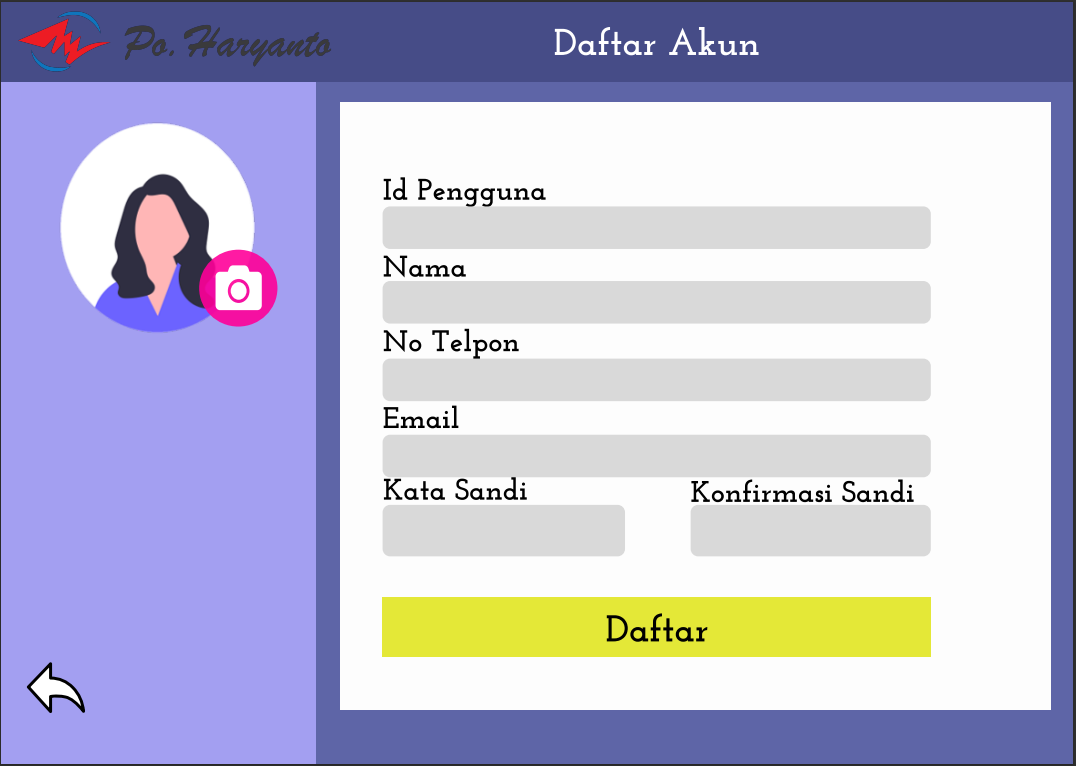 Po. Haryanto
Daftar Akun
Id Pengguna
Nama
No Telpon
Email
Kata Sandi
Konfirmasi Sandi
Daftar